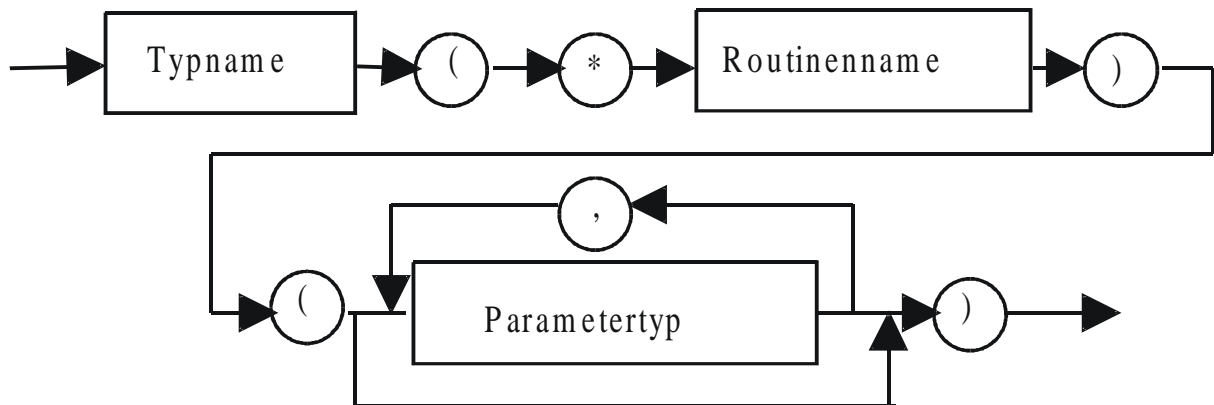 Typname ( * Routinenname )
,
( Parametertyp )